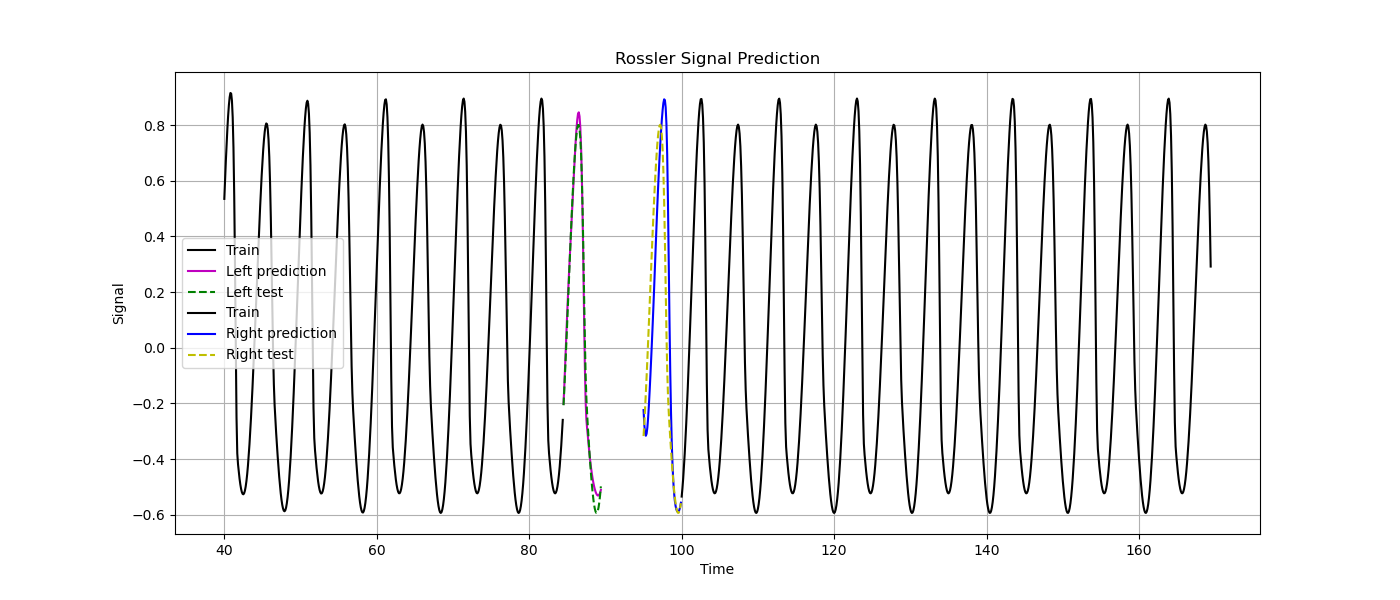 Rossler Signal Prediction
Signal
0.8
0.6
0.4
0.2
0.0
−0.2
−0.4
−0.6
Train
Left prediction
Left test
Train
Right prediction
Right test
40 60 80 100 120 140 160
Time